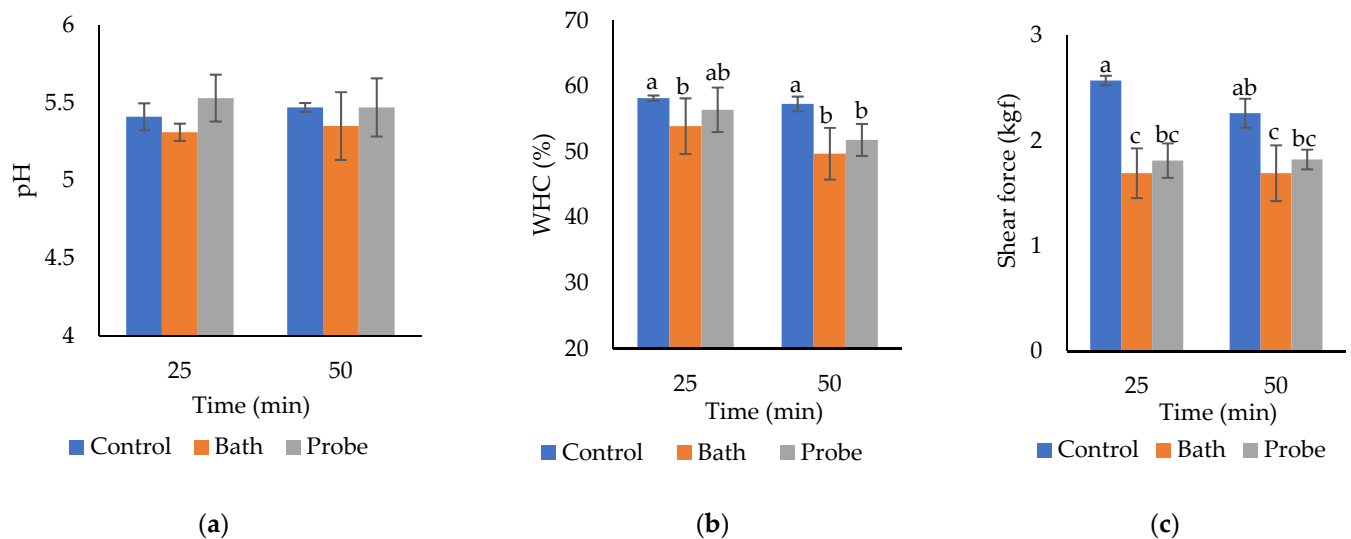 6
5.5
5
4.5
4
pH
25 50
Time (min)
Control Bath Probe
(a)
70
60
50
40
30
20
WHC (%)
a b ab a b b
25 50
Time (min)
Control Bath Probe
(b)
3
2
1
0
Shear force (kgf)
a c bc ab c bc
25 50
Time (min)
Control Bath Probe
(c)